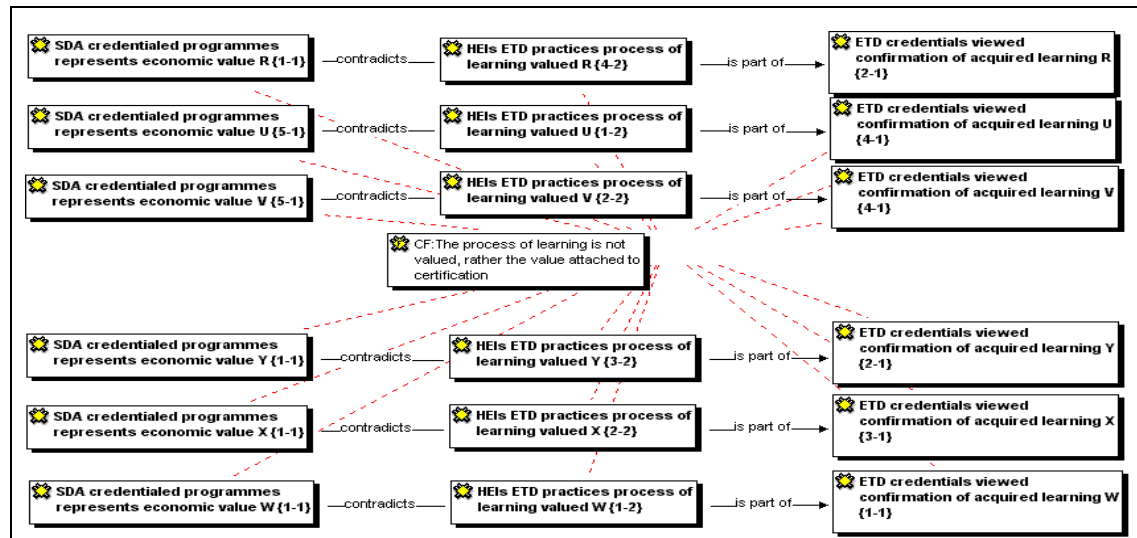 SDA credentialed programmes
represents economic value R {1-1}
contradicts
HEIs ETD practices process of
learning valued R {4-2}
is part of
ETD credentials viewed
confirmation of acquired learning R
{2-1}
SDA credentialed programmes
represents economic value U {5-1}
contradicts
HEIs ETD practices process of
learning valued U {1-2}
is part of
ETD credentials viewed
confirmation of acquired learning U
{4-1}
SDA credentialed programmes
represents economic value V {5-1}
contradicts
HEIs ETD practices process of
learning valued V {2-2}
is part of
ETD credentials viewed
confirmation of acquired learning V
{4-1}
CF:The process of learning is not
valued, rather the value attached to
certification
SDA credentialed programmes
represents economic value Y {1-1}
contradicts
HEIs ETD practices process of
learning valued Y {3-2}
is part of
ETD credentials viewed
confirmation of acquired learning Y
{2-1}
SDA credentialed programmes
represents economic value X {1-1}
contradicts
HEIs ETD practices process of
learning valued X {2-2}
is part of
ETD credentials viewed
confirmation of acquired learning X
{3-1}
SDA credentialed programmes
represents economic value W {1-1}
contradicts
HEIs ETD practices process of
learning valued W {1-2}
is part of
ETD credentials viewed
confirmation of acquired learning W
{1-1}